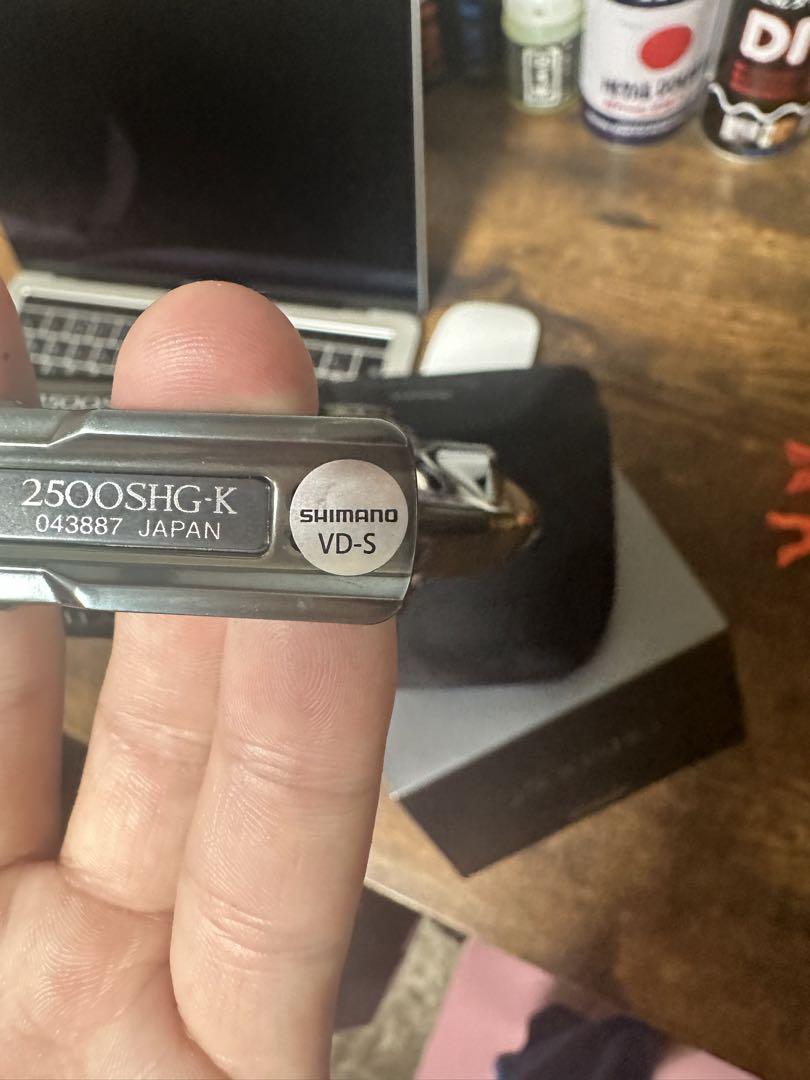 2500SHG-K
043887 JAPAN
SHIMANO
VD-S